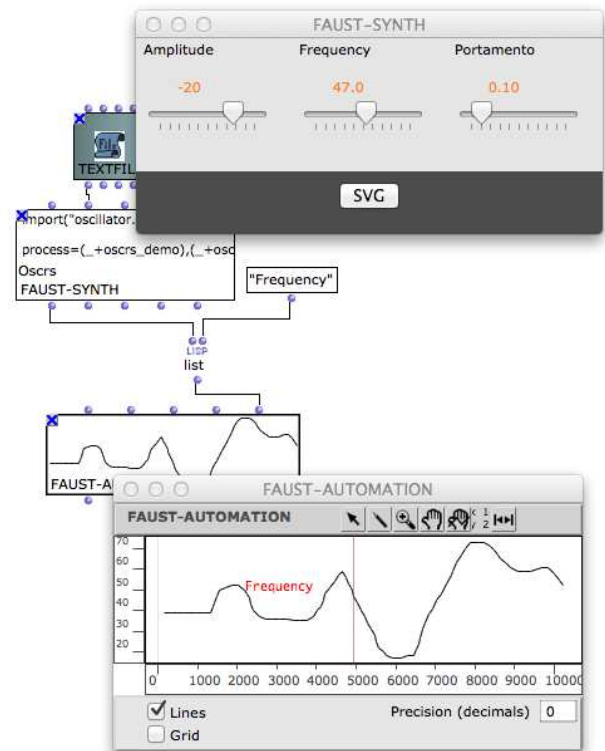 FAUST-SYNTH
Amplitude Frequency Portamento
-20 47.0 0.10
SVG
File
TEXTFIL
import("oscillator.
process=(_+oscrs_demo),(_+osc
Oscrs
FAUST-SYNTH
"Frequency"
LISP
list
FAUST-A
FAUST-AUTOMATION
FAUST-AUTOMATION
x 1
y 2
70
60
50
40
30
20
Frequency
0 1000 2000 3000 4000 5000 6000 7000 8000 9000 10000
Lines
Precision (decimals) 0
Grid